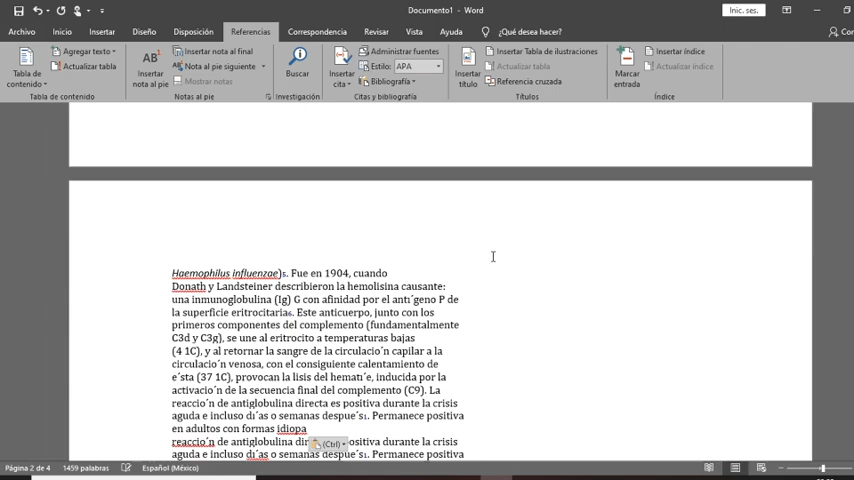 Documento1 - Word
Inic. ses.
Archivo Inicio Insertar Diseño Disposición Referencias Correspondencia Revisar Vista Ayuda ¿Qué desea hacer?
Tabla de contenido
Agregar texto
Actualizar tabla
Tabla de contenido
AB¹
Insertar nota al pie
Insertar nota al final
Nota al pie siguiente
Mostrar notas
Notas al pie
Buscar
Investigación
Insertar cita
Administrar fuentes
Estilo: APA
Bibliografía
Citas y bibliografía
Insertar título
Insertar Tabla de ilustraciones
Actualizar tabla
Referencia cruzada
Títulos
Marcar entrada
Insertar índice
Actualizar índice
Índice
Haemophilus influenzae)5. Fue en 1904, cuando
Donath y Landsteiner describieron la hemolisina causante:
una inmunoglobulina (Ig) G con afinidad por el antı´geno P de
la superficie eritrocitaria6. Este anticuerpo, junto con los
primeros componentes del complemento (fundamentalmente
C3d y C3g), se une al eritrocito a temperaturas bajas
(4 1C), y al retornar la sangre de la circulacio´n capilar a la
circulacio´n venosa, con el consiguiente calentamiento de
e´sta (37 1C), provocan la lisis del hematı´e, inducida por la
activacio´n de la secuencia final del complemento (C9). La
reaccio´n de antiglobulina directa es positiva durante la crisis
aguda e incluso dı´as o semanas despue´s1. Permanece positiva
en adultos con formas idiopa
reaccio´n de antiglobulina dir (Ctrl) ositiva durante la crisis
aguda e incluso dı´as o semanas despue´s1. Permanece positiva
Página 2 de 4 1459 palabras Español (México)